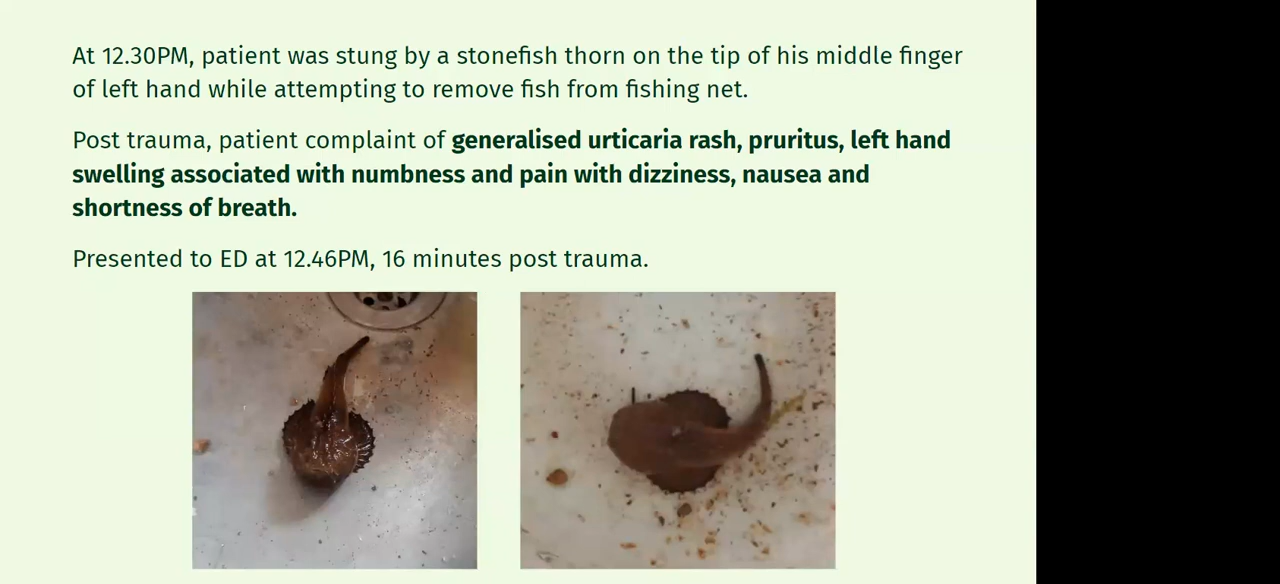 At 12.30PM, patient was stung by a stonefish thorn on the tip of his middle finger
of left hand while attempting to remove fish from fishing net.
Post trauma, patient complaint of generalised urticaria rash, pruritus, left hand
swelling associated with numbness and pain with dizziness, nausea and
shortness of breath.
Presented to ED at 12.46PM, 16 minutes post trauma.